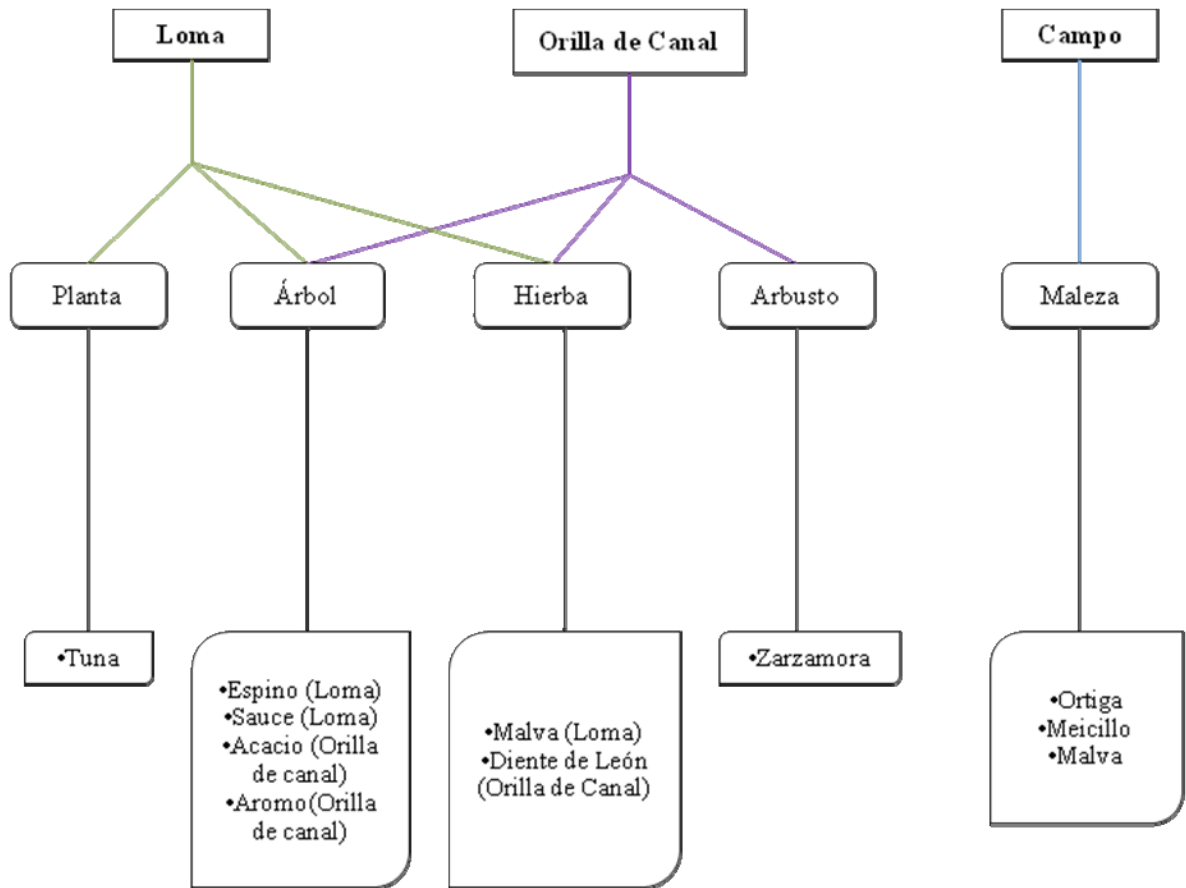 Loma
Orilla de Canal
Campo
Planta
Árbol
Hierba
Arbusto
Maleza
•Tuna
•Espino (Loma)
•Sauce (Loma)
•Acacio (Orilla
de canal)
•Aromo(Orilla
de canal)
•Malva (Loma)
•Diente de León
(Orilla de Canal)
•Zarzamora
•Ortiga
•Meicillo
•Malva